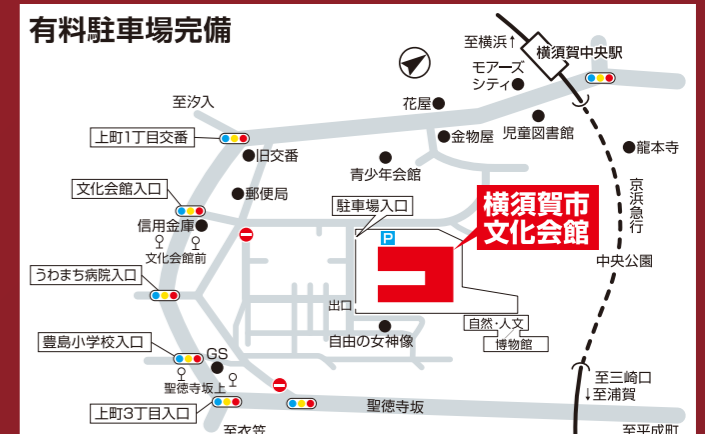 有料駐車場完備
至横浜↑
横須賀中央駅
モアーズ
シティ
至汐入
花屋
上町1丁目交番
金物屋
児童図書館
旧交番
龍本寺
青少年会館
文化会館入口
郵便局
駐車場入口
横須賀市
文化会館
京浜急行
信用金庫
P
文化会館前
中央公園
うわまち病院入口
出口
自然・人文
博物館
豊島小学校入口
自由の女神像
GS
聖徳寺坂上
至三崎口
↓至浦賀
上町3丁目入口
聖徳寺坂
至衣笠
至平成町